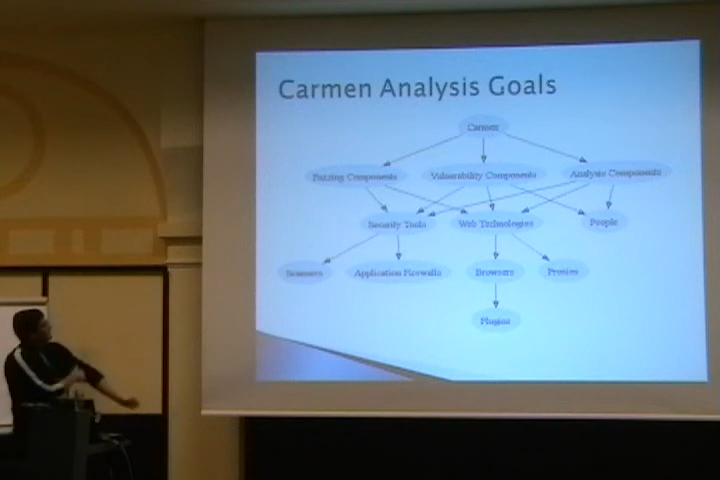 Carmen Analysis Goals
Carmen
Fuzzing Components Vulnerability Components Analysis Components
Security Tools Web Technologies People
Scanners Application Firewalls Browsers Proxies
Plugins